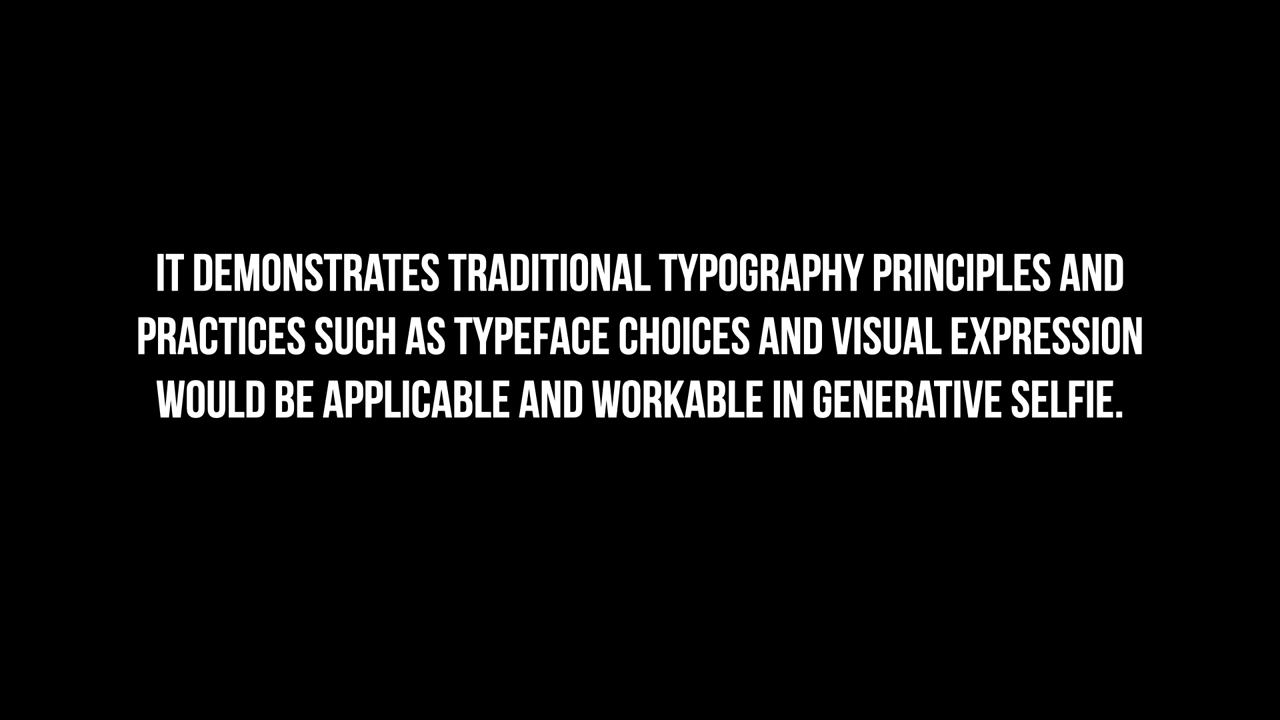 IT DEMONSTRATES TRADITIONAL TYPOGRAPHY PRINCIPLES AND
PRACTICES SUCH AS TYPEFACE CHOICES AND VISUAL EXPRESSION
WOULD BE APPLICABLE AND WORKABLE IN GENERATIVE SELFIE.